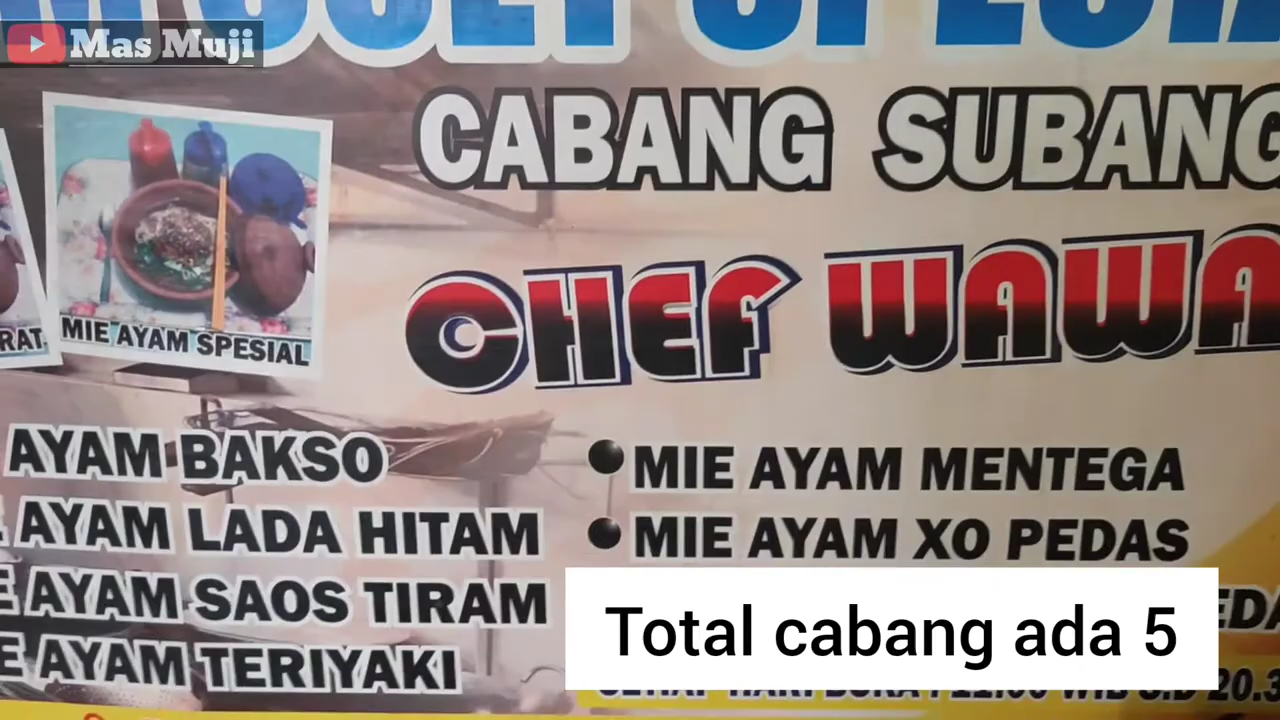 Mas Muji
CABANG SUBANG
CHEF WAWA
MIE AYAM SPESIAL
AYAM BAKSO
AYAM LADA HITAM
AYAM SAOS TIRAM
AYAM TERIYAKI
MIE AYAM MENTEGA
MIE AYAM XO PEDAS
Total cabang ada 5